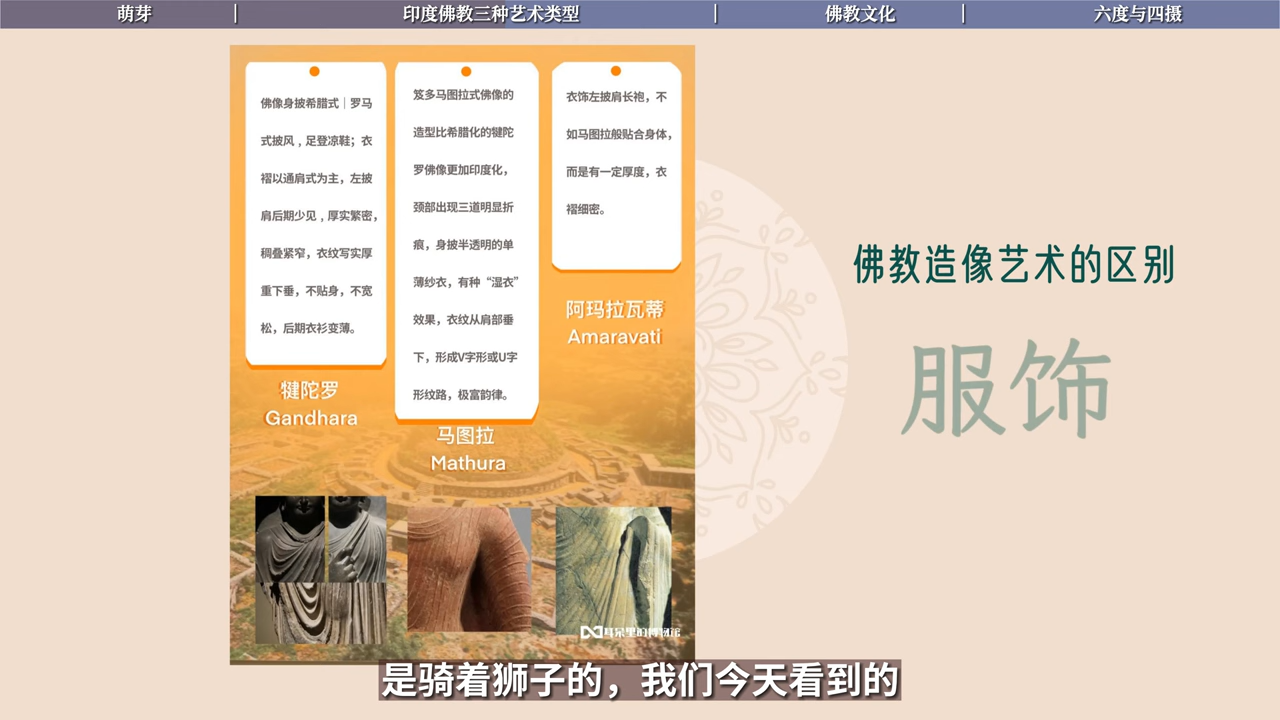 萌芽
印度佛教三种艺术类型
佛教文化
六度与四摄
佛像身披希腊式｜罗马
式披风，足登凉鞋；衣
褶以通肩式为主，左披
肩后期少见，厚实繁密，
稠叠紧窄，衣纹写实厚
重下垂，不贴身，不宽
松，后期衣衫变薄。
犍陀罗
Gandhara
笈多马图拉式佛像的
造型比希腊化的犍陀
罗佛像更加印度化，
颈部出现三道明显折
痕，身披半透明的单
薄纱衣，有种“湿衣”
效果，衣纹从肩部垂
下，形成V字形或U字
形纹路，极富韵律。
马图拉
Mathura
衣饰左披肩长袍，不
如马图拉般贴合身体，
而是有一定厚度，衣
褶细密。
阿玛拉瓦蒂
Amaravati
佛教造像艺术的区别
服饰
耳朵里的博物馆
是骑着狮子的，我们今天看到的